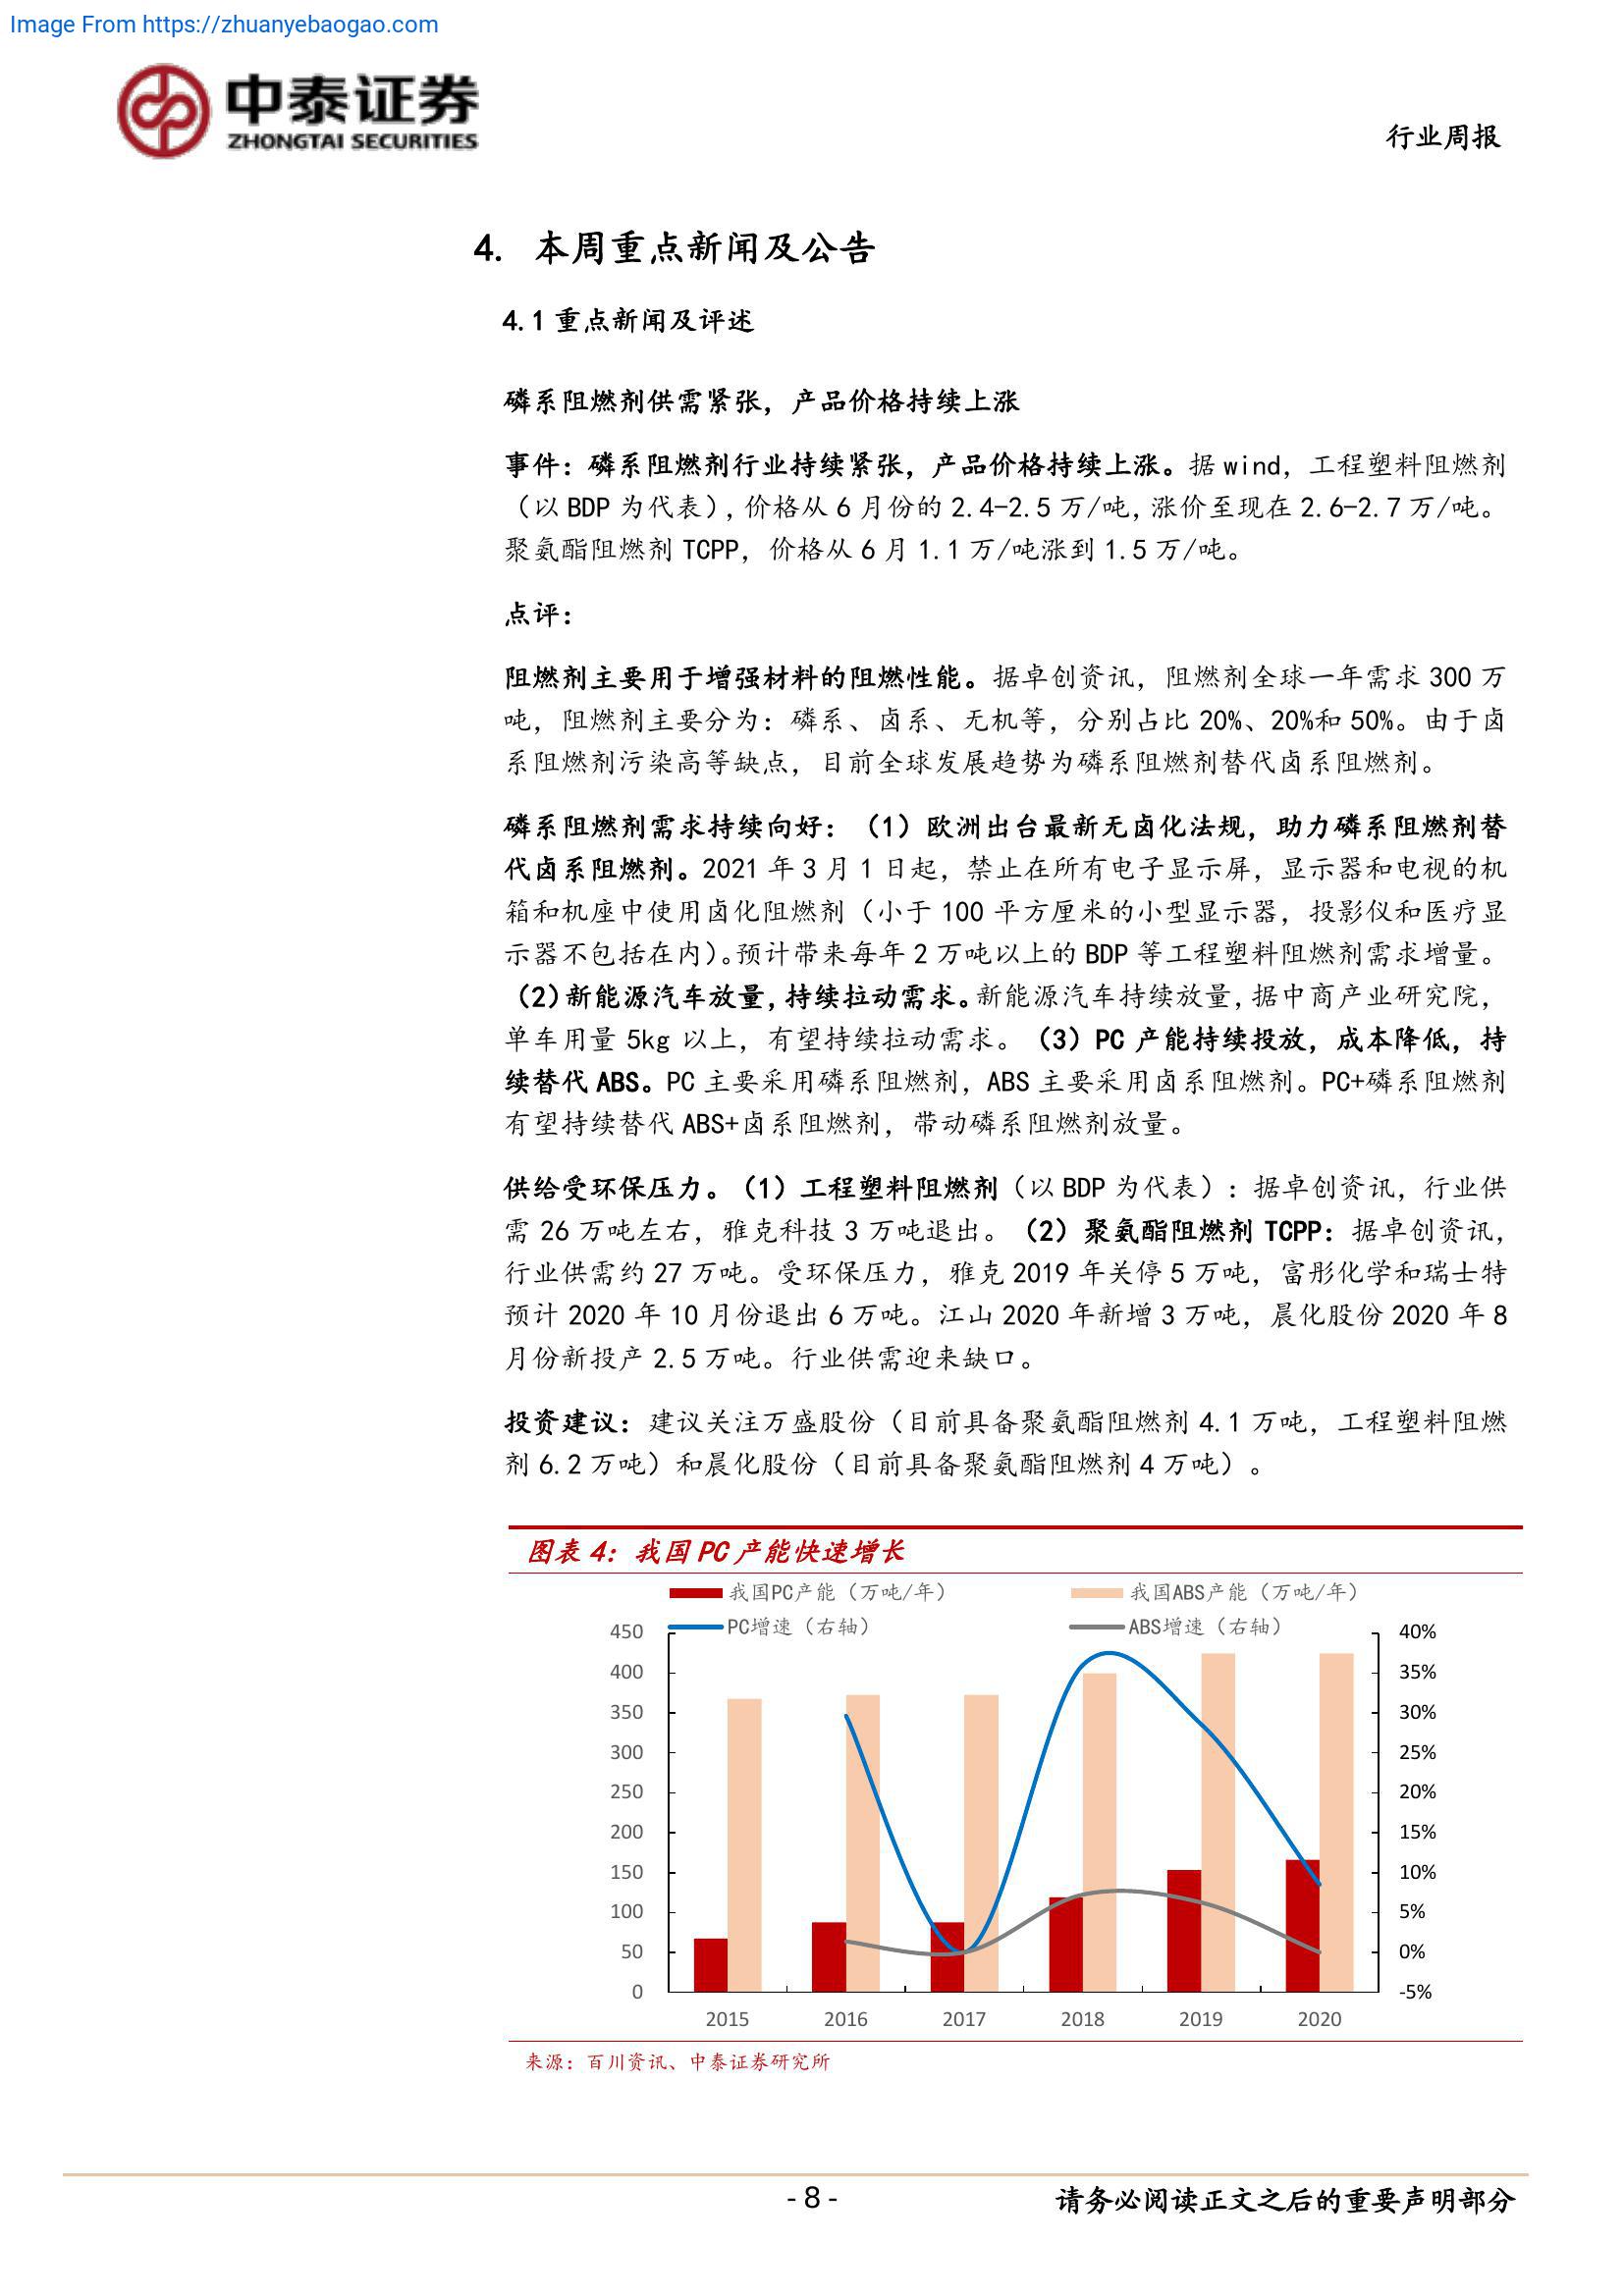 Image From https://zhuanyebaogao.com
中泰证券
ZHONGTAI SECURITIES
行业周报
4. 本周重点新闻及公告
4.1 重点新闻及评述
磷系阻燃剂供需紧张，产品价格持续上涨
事件：磷系阻燃剂行业持续紧张，产品价格持续上涨。据 wind，工程塑料阻燃剂
（以 BDP 为代表），价格从 6 月份的 2.4-2.5 万/吨，涨价至现在 2.6-2.7 万/吨。
聚氨酯阻燃剂 TCPP，价格从 6 月 1.1 万/吨涨到 1.5 万/吨。
点评：
阻燃剂主要用于增强材料的阻燃性能。据卓创资讯，阻燃剂全球一年需求 300 万
吨，阻燃剂主要分为：磷系、卤系、无机等，分别占比 20%、20%和 50%。由于卤
系阻燃剂污染高等缺点，目前全球发展趋势为磷系阻燃剂替代卤系阻燃剂。
磷系阻燃剂需求持续向好：（1）欧洲出台最新无卤化法规，助力磷系阻燃剂替
代卤系阻燃剂。2021 年 3 月 1 日起，禁止在所有电子显示屏，显示器和电视的机
箱和机座中使用卤化阻燃剂（小于 100 平方厘米的小型显示器，投影仪和医疗显
示器不包括在内）。预计带来每年 2 万吨以上的 BDP 等工程塑料阻燃剂需求增量。
（2）新能源汽车放量，持续拉动需求。新能源汽车持续放量，据中商产业研究院，
单车用量 5kg 以上，有望持续拉动需求。（3）PC 产能持续投放，成本降低，持
续替代 ABS。PC 主要采用磷系阻燃剂，ABS 主要采用卤系阻燃剂。PC+磷系阻燃剂
有望持续替代 ABS+卤系阻燃剂，带动磷系阻燃剂放量。
供给受环保压力。（1）工程塑料阻燃剂（以 BDP 为代表）：据卓创资讯，行业供
需 26 万吨左右，雅克科技 3 万吨退出。（2）聚氨酯阻燃剂 TCPP：据卓创资讯，
行业供需约 27 万吨。受环保压力，雅克 2019 年关停 5 万吨，富彤化学和瑞士特
预计 2020 年 10 月份退出 6 万吨。江山 2020 年新增 3 万吨，晨化股份 2020 年 8
月份新投产 2.5 万吨。行业供需迎来缺口。
投资建议：建议关注万盛股份（目前具备聚氨酯阻燃剂 4.1 万吨，工程塑料阻燃
剂 6.2 万吨）和晨化股份（目前具备聚氨酯阻燃剂 4 万吨）。
图表 4：我国 PC 产能快速增长
我国PC产能（万吨/年） 我国ABS产能（万吨/年）
PC增速（右轴） ABS增速（右轴）
450 40%
400 35%
350 30%
300 25%
250 20%
200 15%
150 10%
100 5%
50 0%
0 -5%
2015 2016 2017 2018 2019 2020
来源：百川资讯、中泰证券研究所
- 8 - 请务必阅读正文之后的重要声明部分